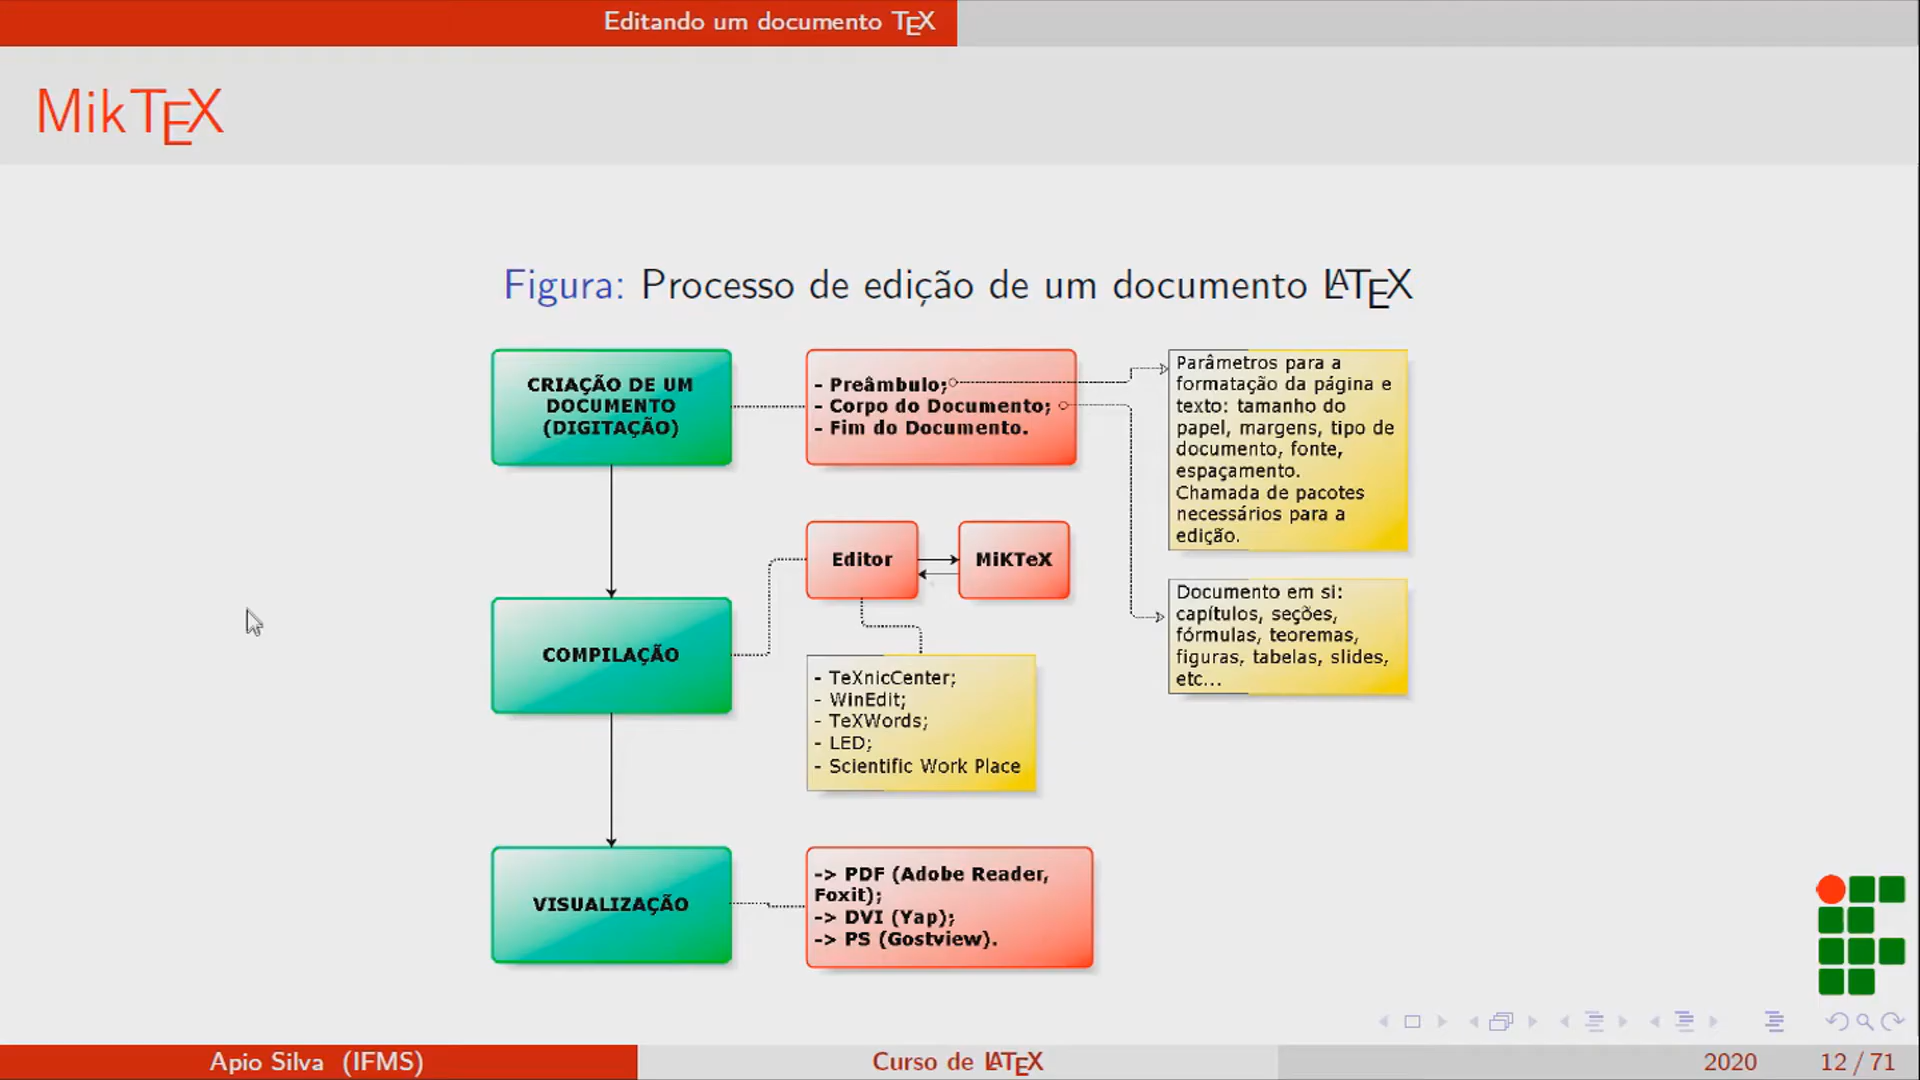 Editando um documento TEX
MikTEX
Figura: Processo de edição de um documento LATEX
CRIAÇÃO DE UM
DOCUMENTO
(DIGITAÇÃO)
- Preâmbulo;
- Corpo do Documento;
- Fim do Documento.
Parâmetros para a
formatação da página e
texto: tamanho do
papel, margens, tipo de
documento, fonte,
espaçamento.
Chamada de pacotes
necessários para a
edição.
Editor
MiKTeX
Documento em si:
capítulos, seções,
fórmulas, teoremas,
figuras, tabelas, slides,
etc...
COMPILAÇÃO
- TeXnicCenter;
- WinEdit;
- TeXWords;
- LED;
- Scientific Work Place
VISUALIZAÇÃO
-> PDF (Adobe Reader,
Foxit);
-> DVI (Yap);
-> PS (Gostview).
Apio Silva (IFMS)
Curso de LATEX
2020
12 / 71